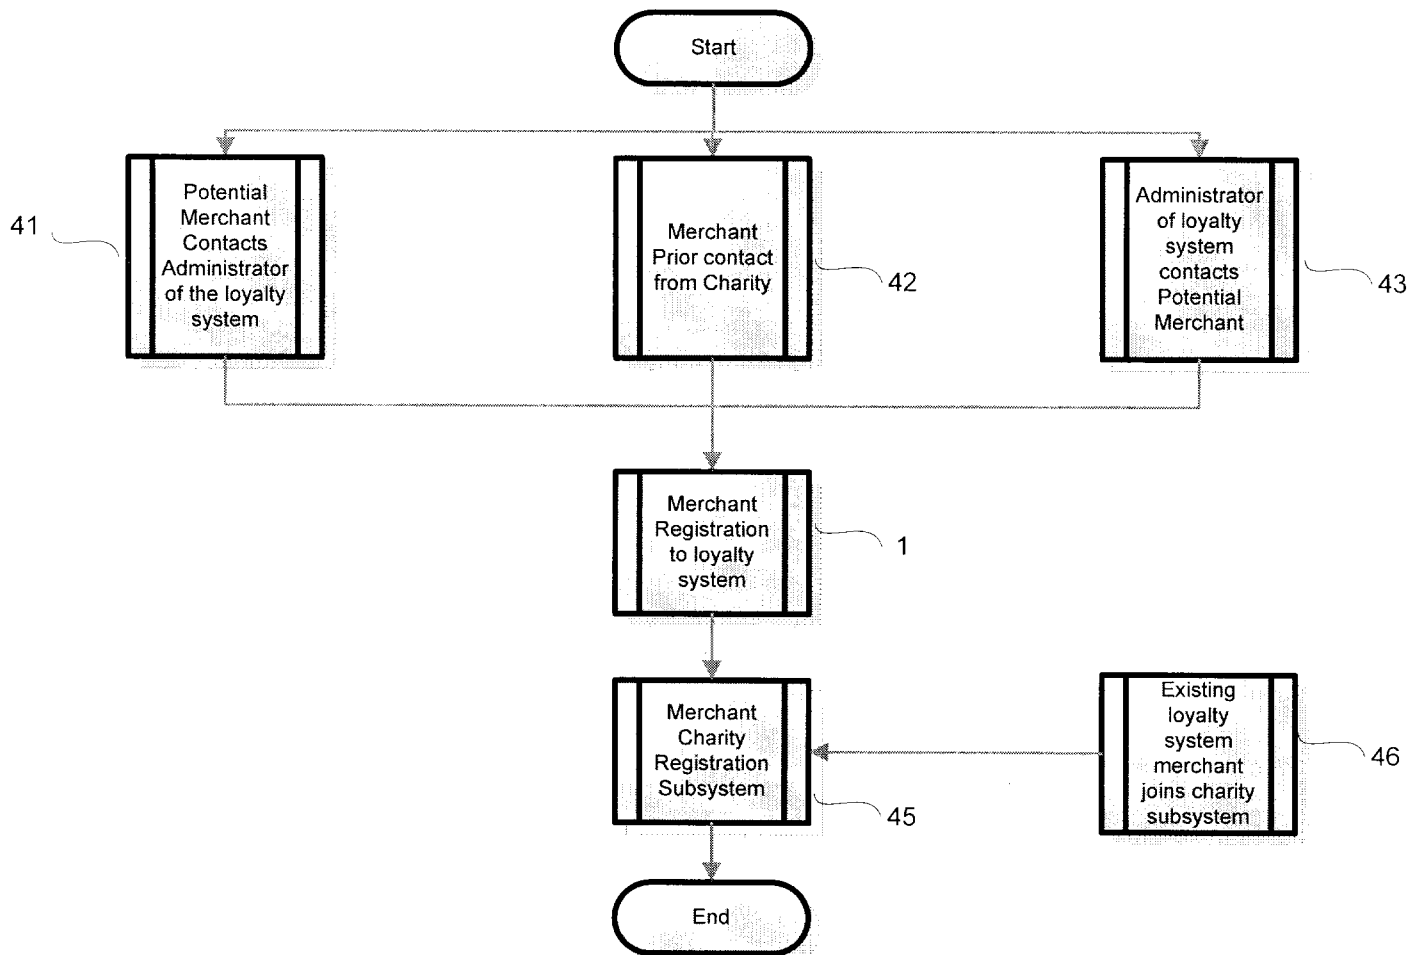 Start
Potential
Merchant
Contacts
Administrator
of the loyalty
system
41
Merchant
Prior contact
from Charity
42
Administrator
of loyalty
system
contacts
Potential
Merchant
43
Merchant
Registration
to loyalty
system
1
Merchant
Charity
Registration
Subsystem
45
Existing
loyalty
system
merchant
joins charity
subsystem
46
End